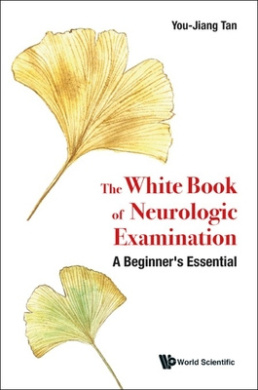 You-Jiang Tan
The White Book
of Neurologic
Examination
A Beginner's Essential
World Scientific